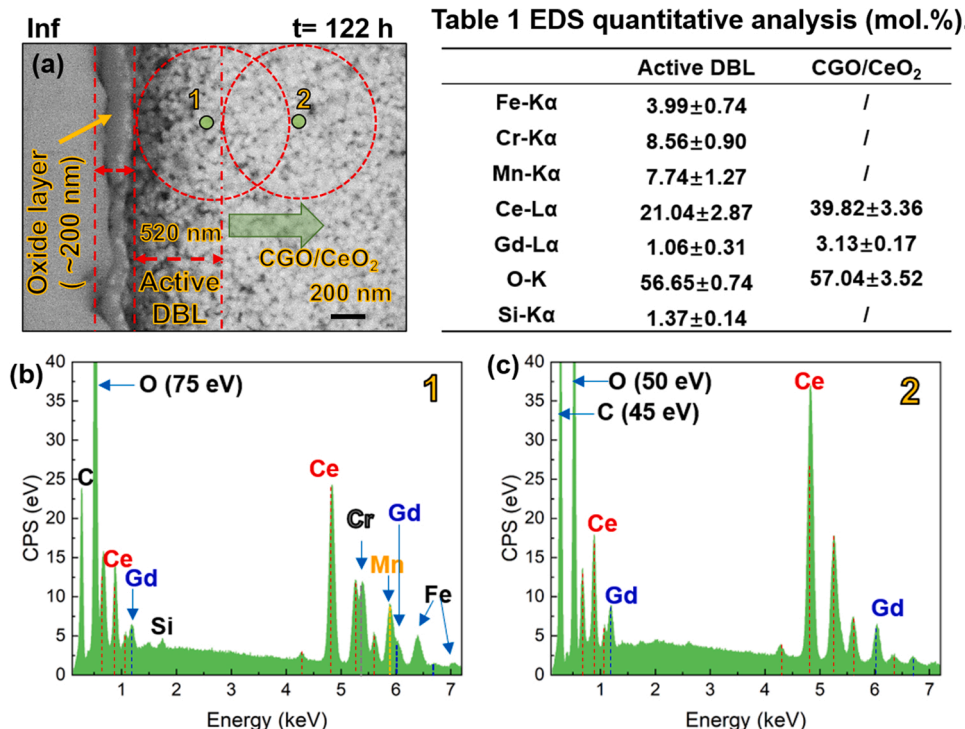 Inf t= 122 h
(a)
1
2
Oxide layer
(~200 nm)
520 nm
Active
DBL
CGO/CeO₂
200 nm
Table 1 EDS quantitative analysis (mol.%).
Active DBL CGO/CeO₂
Fe-Kα 3.99±0.74 /
Cr-Kα 8.56±0.90 /
Mn-Kα 7.74±1.27 /
Ce-Lα 21.04±2.87 39.82±3.36
Gd-Lα 1.06±0.31 3.13±0.17
O-K 56.65±0.74 57.04±3.52
Si-Kα 1.37±0.14 /
(b)
1
O (75 eV)
C
Ce
Gd
Si
Ce
Cr
Gd
Mn
Fe
CPS (eV)
40
35
30
25
20
15
10
5
0
1 2 3 4 5 6 7
Energy (keV)
(c)
2
O (50 eV)
C (45 eV)
Ce
Gd
Ce
Gd
CPS (eV)
40
35
30
25
20
15
10
5
0
1 2 3 4 5 6 7
Energy (keV)